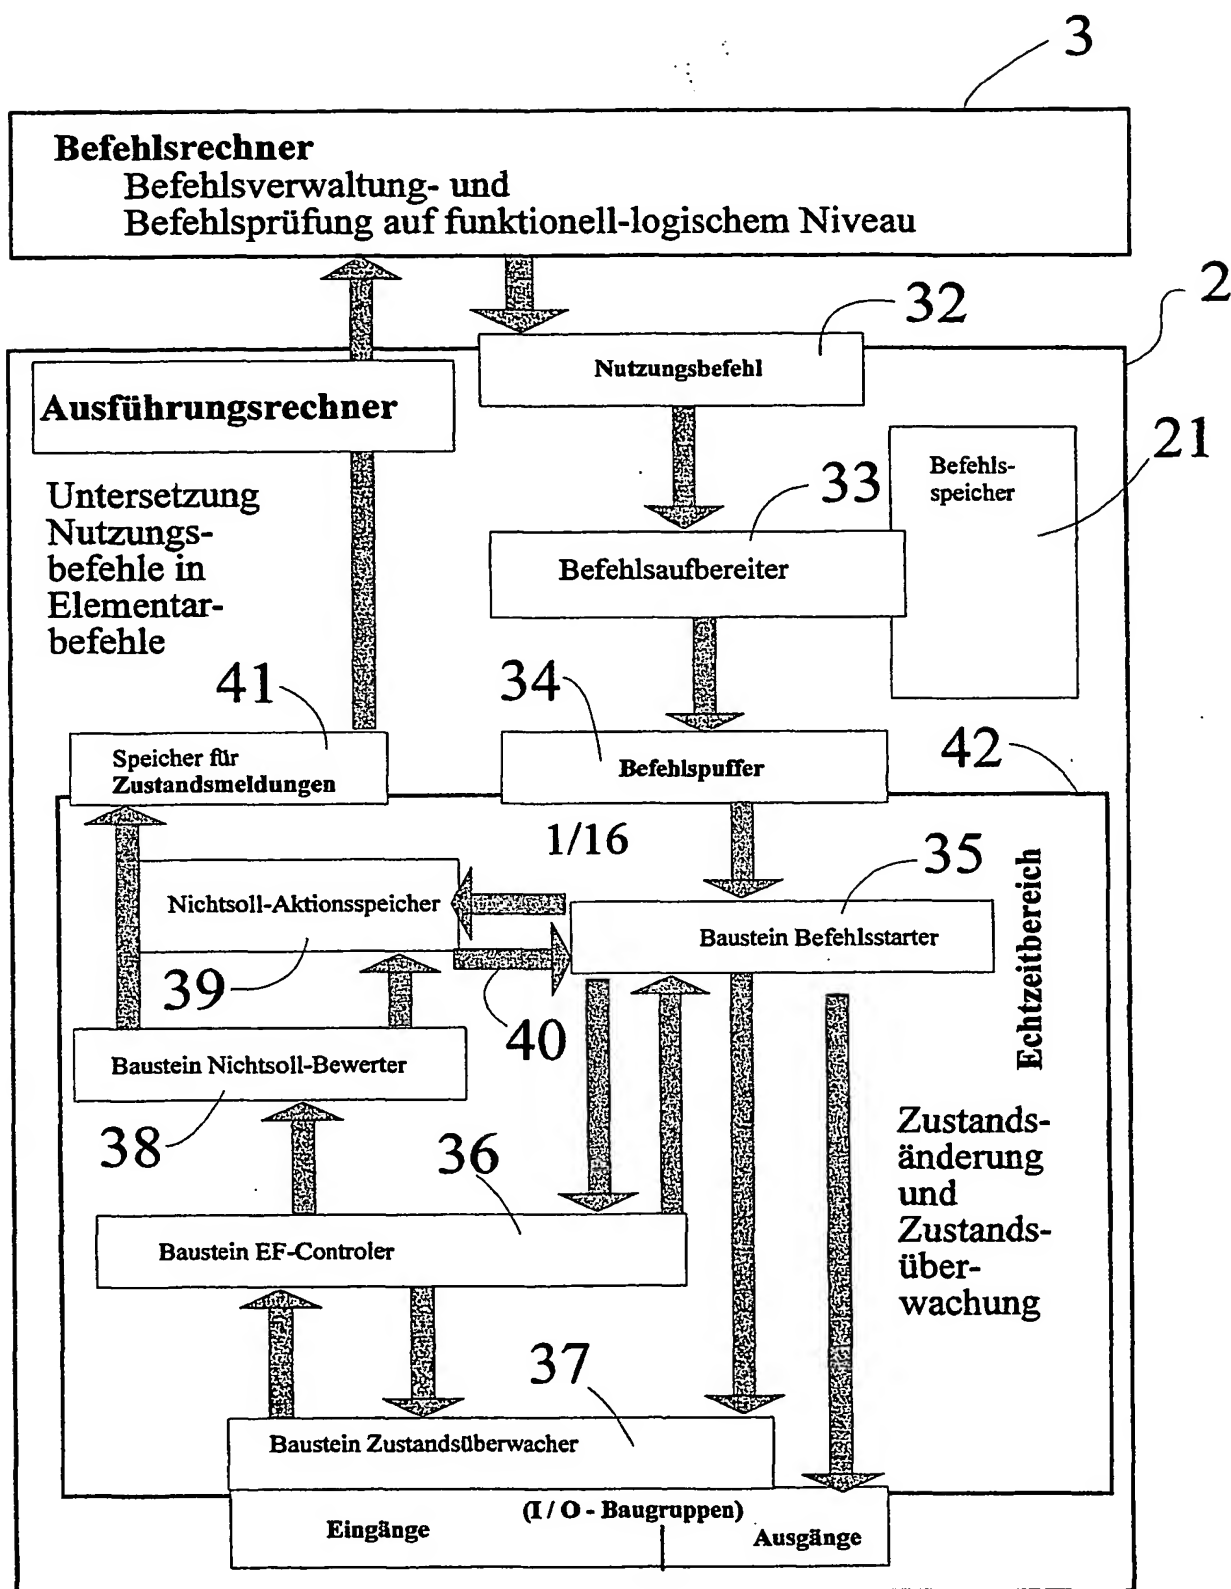 3
Befehlsrechner
Befehlsverwaltung- und
Befehlsprüfung auf funktionell-logischem Niveau
2
32
Nutzungsbefehl
Ausführungsrechner
21
Befehls-
speicher
33
Befehlsaufbereiter
Untersetzung
Nutzungs-
befehle in
Elementar-
befehle
41
34
42
Speicher für
Zustandsmeldungen
Befehlspuffer
1/16
35
Echtzeitbereich
Nichtsoll-Aktionsspeicher
Baustein Befehlsstarter
39
40
Baustein Nichtsoll-Bewerter
38
36
Zustands-
änderung
und
Zustands-
über-
wachung
Baustein EF-Controler
37
Baustein Zustandsüberwacher
(I / O - Baugruppen)
Eingänge
Ausgänge